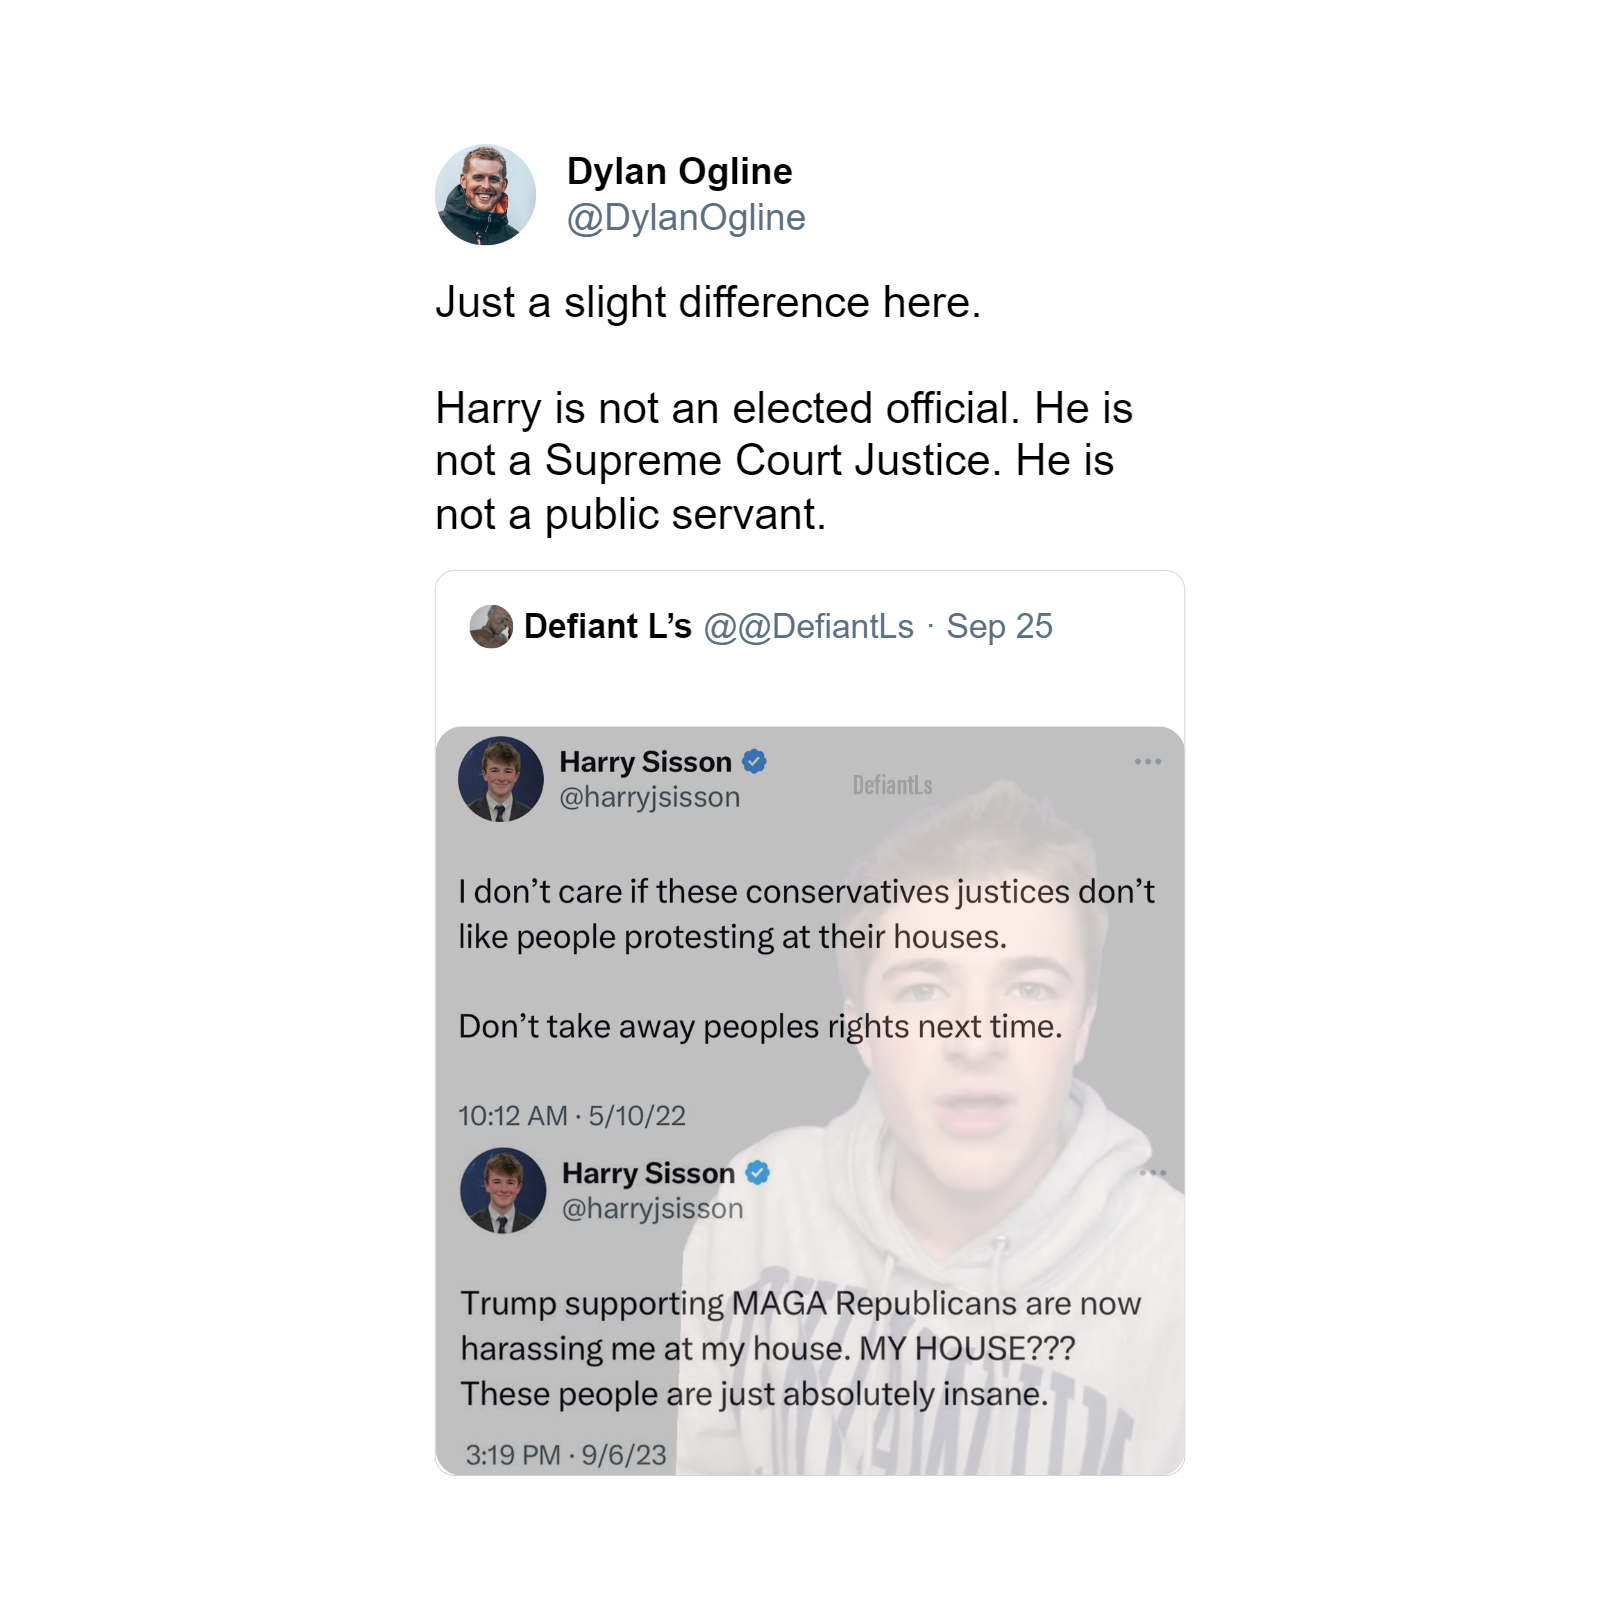 Dylan Ogline
@DylanOgline
Just a slight difference here.
Harry is not an elected official. He is
not a Supreme Court Justice. He is
not a public servant.
Defiant L’s @@DefiantLs · Sep 25
Harry Sisson
@harryjsisson
DefiantLs
I don’t care if these conservatives justices don’t
like people protesting at their houses.
Don’t take away peoples rights next time.
10:12 AM · 5/10/22
Harry Sisson
@harryjsisson
Trump supporting MAGA Republicans are now
harassing me at my house. MY HOUSE???
These people are just absolutely insane.
3:19 PM · 9/6/23